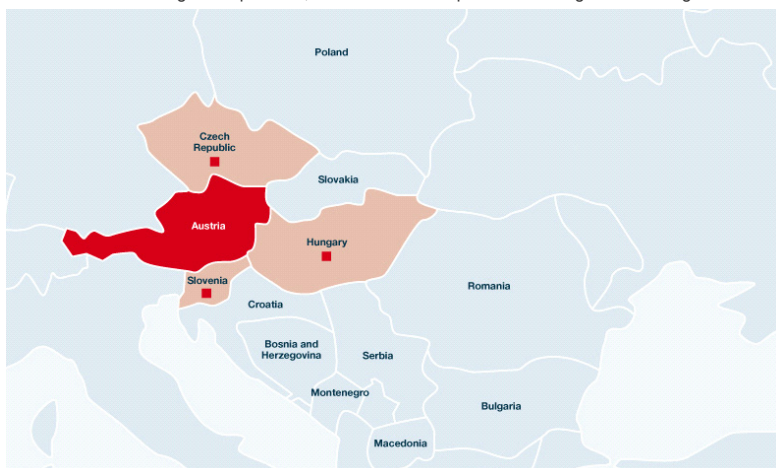 Poland
Czech
Republic
Slovakia
Austria
Hungary
Slovenia
Romania
Croatia
Bosnia and
Herzegovina
Serbia
Montenegro
Bulgaria
Macedonia